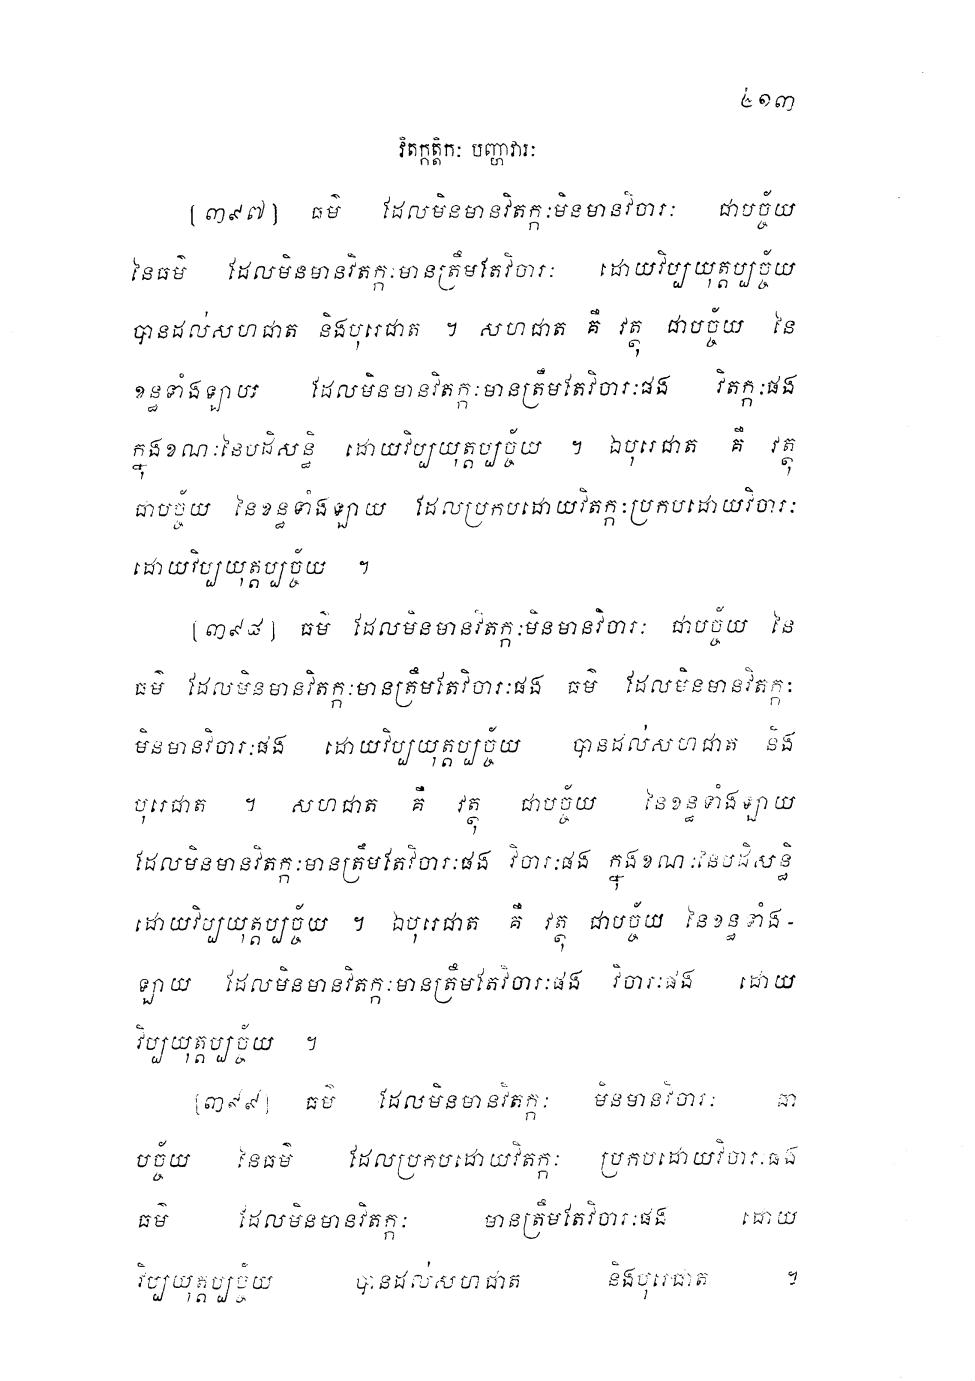 ៤១៣
វិតក្កត្តិកៈ បញ្ហាវារៈ
(៣៩៧) ធម៌ ដែលមិនមានវិតក្កៈមិនមានវិចារៈ ជាបច្ច័យ
នៃធម៌ ដែលមិនមានវិតក្កៈមានត្រឹមតែវិចារៈ ដោយវិប្បយុត្តប្បច្ច័យ
បានដល់សហជាត និងបុរេជាត ។ សហជាត គឺ វត្ថុ ជាបច្ច័យ នៃ
ខន្ធទាំងឡាយ ដែលមិនមានវិតក្កៈមានត្រឹមតែវិចារៈផង វិតក្កៈផង
ក្នុងខណៈនៃបដិសន្ធិ ដោយវិប្បយុត្តប្បច្ច័យ ។ ឯបុរេជាត គឺ វត្ថុ
ជាបច្ច័យ នៃខន្ធទាំងឡាយ ដែលប្រកបដោយវិតក្កៈប្រកបដោយវិចារៈ
ដោយវិប្បយុត្តប្បច្ច័យ ។
(៣៩៨) ធម៌ ដែលមិនមានវិតក្កៈមិនមានវិចារៈ ជាបច្ច័យ នៃ
ធម៌ ដែលមិនមានវិតក្កៈមានត្រឹមតែវិចារៈផង ធម៌ ដែលមិនមានវិតក្កៈ
មិនមានវិចារៈផង ដោយវិប្បយុត្តប្បច្ច័យ បានដល់សហជាត និង
បុរេជាត ។ សហជាត គឺ វត្ថុ ជាបច្ច័យ នៃខន្ធទាំងឡាយ
ដែលមិនមានវិតក្កៈមានត្រឹមតែវិចារៈផង វិចារៈផង ក្នុងខណៈនៃបដិសន្ធិ
ដោយវិប្បយុត្តប្បច្ច័យ ។ ឯបុរេជាត គឺ វត្ថុ ជាបច្ច័យ នៃខន្ធទាំង-
ឡាយ ដែលមិនមានវិតក្កៈមានត្រឹមតែវិចារៈផង វិចារៈផង ដោយ
វិប្បយុត្តប្បច្ច័យ ។
(៣៩៩) ធម៌ ដែលមិនមានវិតក្កៈ មិនមានវិចារៈ ជា
បច្ច័យ នៃធម៌ ដែលប្រកបដោយវិតក្កៈ ប្រកបដោយវិចារៈផង
ធម៌ ដែលមិនមានវិតក្កៈ មានត្រឹមតែវិចារៈផង ដោយ
វិប្បយុត្តប្បច្ច័យ បានដល់សហជាត និងបុរេជាត ។